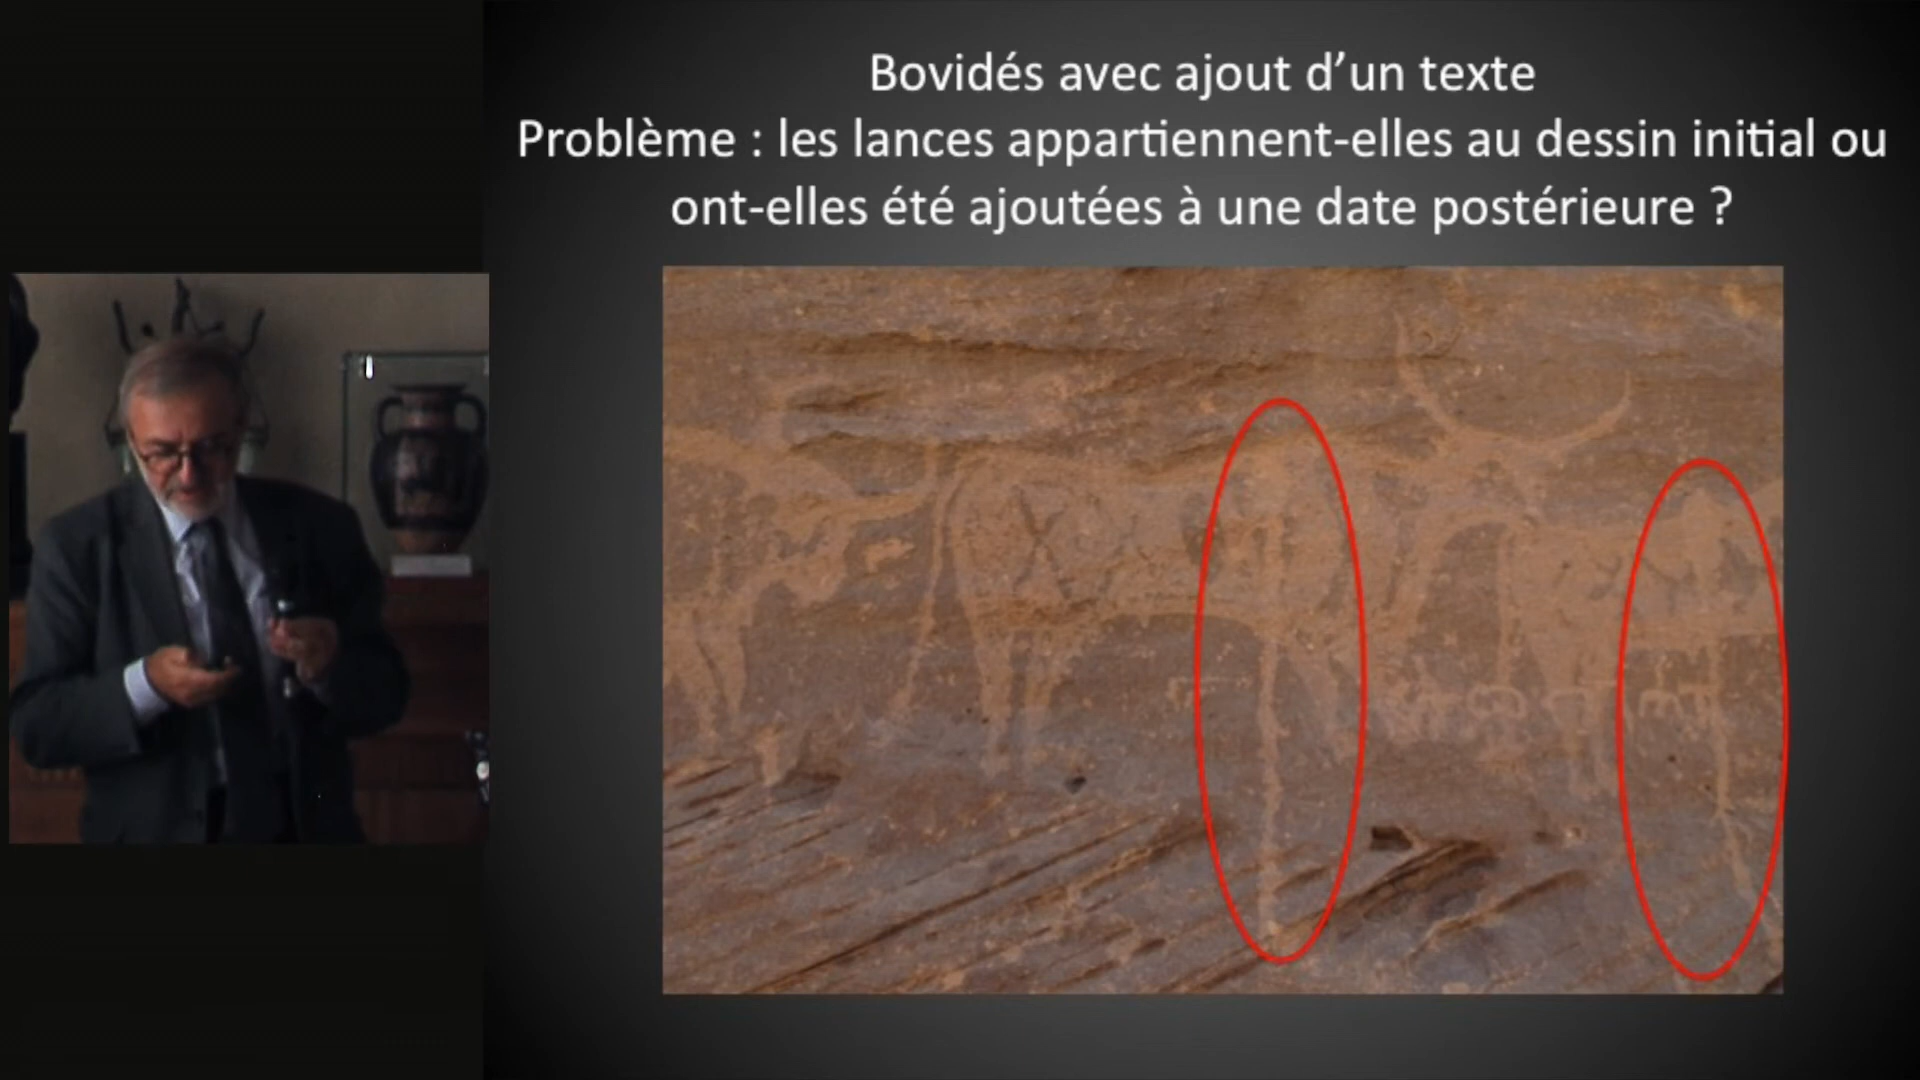 Bovidés avec ajout d’un texte
Problème : les lances appartiennent-elles au dessin initial ou
ont-elles été ajoutées à une date postérieure ?